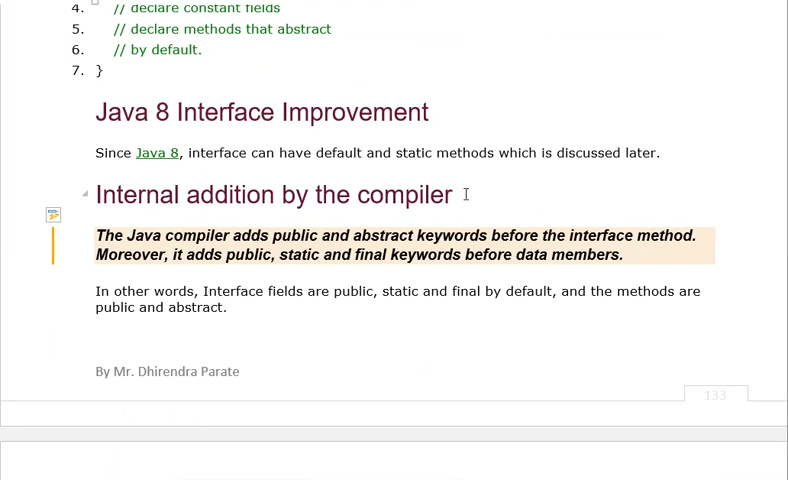 4. // declare constant fields
5. // declare methods that abstract
6. // by default.
7. }
Java 8 Interface Improvement
Since Java 8, interface can have default and static methods which is discussed later.
Internal addition by the compiler
The Java compiler adds public and abstract keywords before the interface method.
Moreover, it adds public, static and final keywords before data members.
In other words, Interface fields are public, static and final by default, and the methods are
public and abstract.
By Mr. Dhirendra Parate
133